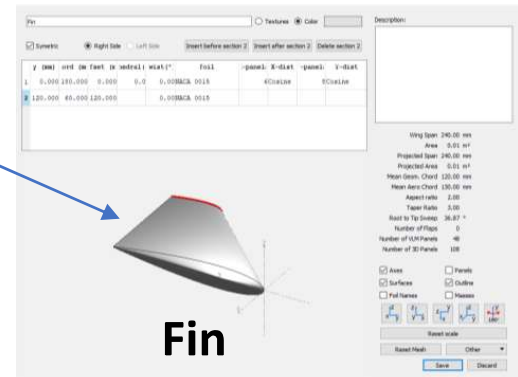 Fin
Textures
Color
Description:
Symetric
Right Side
Left Side
Insert before section 2
Insert after section 2
Delete section 2
y (mm)
foil
X-dist
Y-dist
1 0.000 180.000 0.000 0.0 0.00 NACA 0015 6 Cosine 8 Cosine
2 120.000 60.000 120.000 0.00 NACA 0015
Wing Span 240.00 mm
Area 0.01 m²
Projected Span 240.00 mm
Projected Area 0.01 m²
Mean Geom. Chord 120.00 mm
Mean Aero Chord 130.00 mm
Aspect ratio 2.00
Taper Ratio 3.00
Root to Tip Sweep 36.87 °
Number of Flaps 0
Number of VLM Panels 48
Number of 3D Panels 108
Axes
Panels
Surfaces
Outline
Foil Names
Masses
Reset scale
Reset Mesh
Other
Save
Discard
Fin